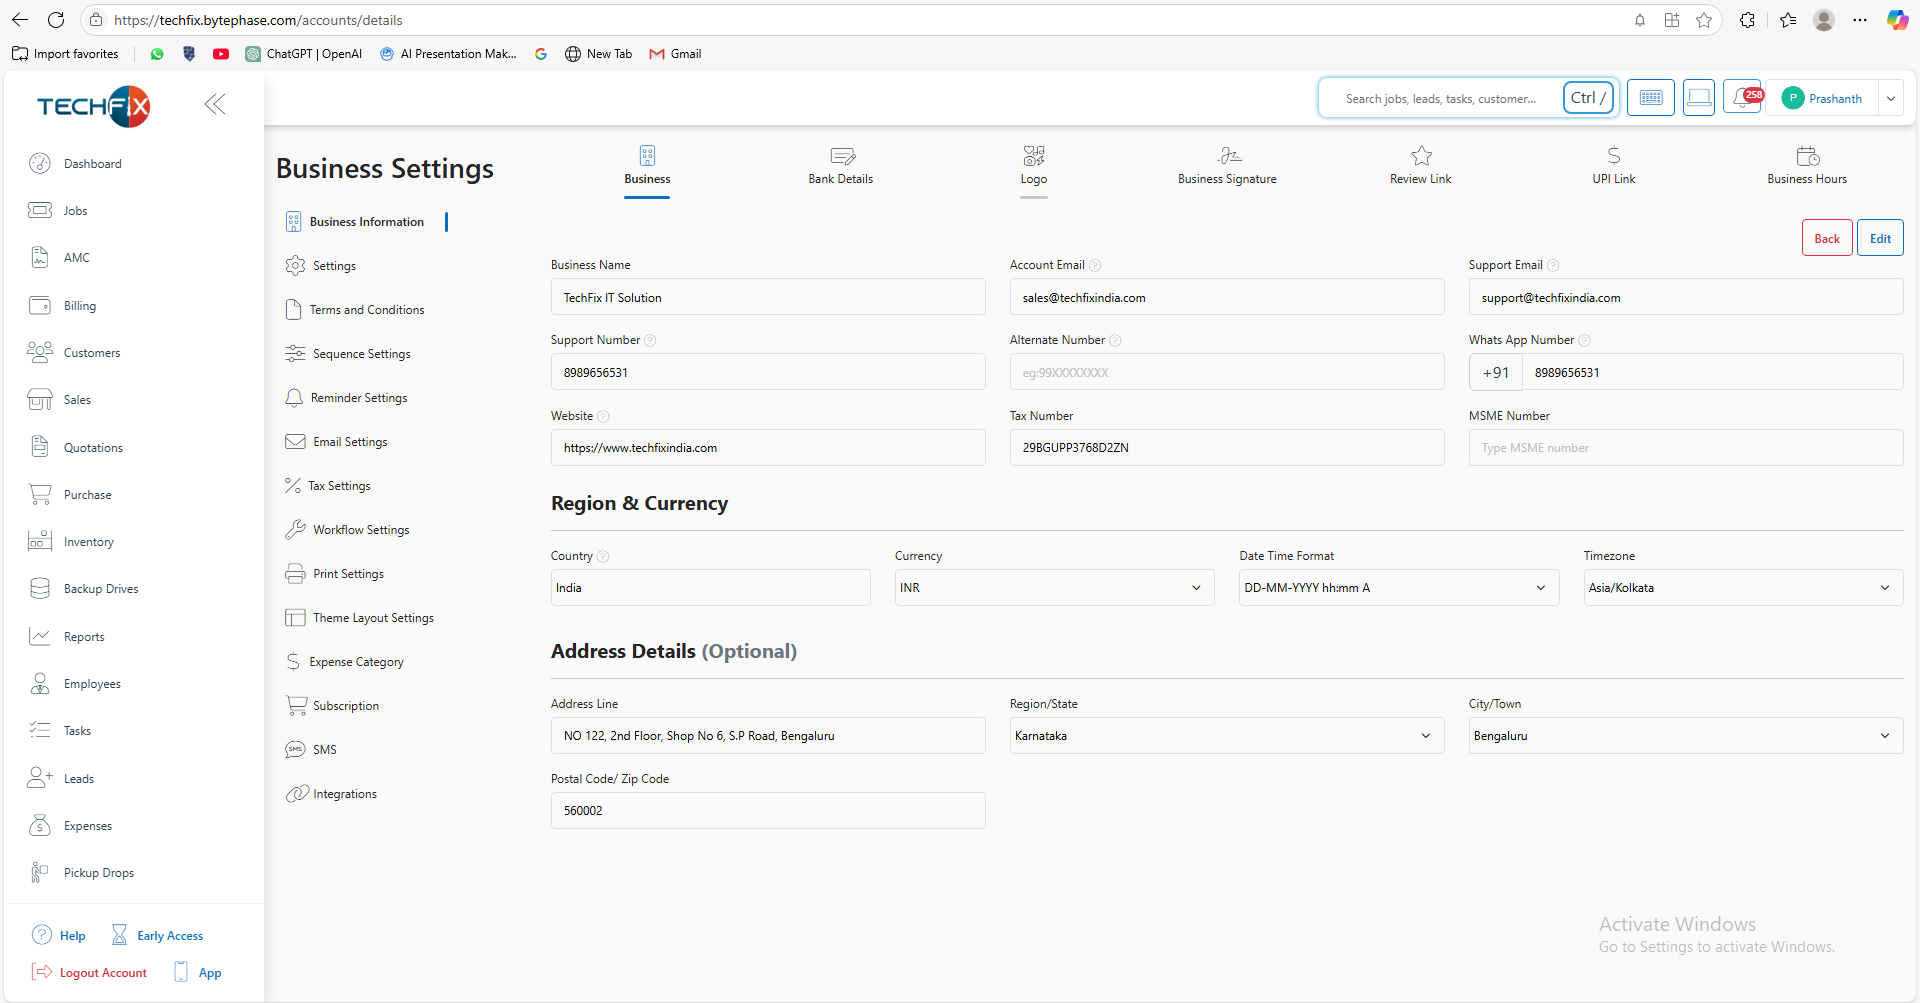 https://techfix.bytephase.com/accounts/details
Import favorites
ChatGPT | OpenAI
AI Presentation Mak...
New Tab
Gmail
TECHFIX
Search jobs, leads, tasks, customer...
Ctrl /
258
P
Prashanth
Dashboard
Jobs
AMC
Billing
Customers
Sales
Quotations
Purchase
Inventory
Backup Drives
Reports
Employees
Tasks
Leads
Expenses
Pickup Drops
Help
Early Access
Logout Account
App
Business Settings
Business
Bank Details
Logo
Business Signature
Review Link
UPI Link
Business Hours
Business Information
Settings
Terms and Conditions
Sequence Settings
Reminder Settings
Email Settings
Tax Settings
Workflow Settings
Print Settings
Theme Layout Settings
Expense Category
Subscription
SMS
SMS
Integrations
Back
Edit
Business Name
TechFix IT Solution
Account Email
sales@techfixindia.com
Support Email
support@techfixindia.com
Support Number
8989656531
Alternate Number
eg:99XXXXXXXX
Whats App Number
+91
8989656531
Website
https://www.techfixindia.com
Tax Number
29BGUPP3768D2ZN
MSME Number
Type MSME number
Region & Currency
Country
India
Currency
INR
Date Time Format
DD-MM-YYYY hh:mm A
Timezone
Asia/Kolkata
Address Details (Optional)
Address Line
NO 122, 2nd Floor, Shop No 6, S.P Road, Bengaluru
Region/State
Karnataka
City/Town
Bengaluru
Postal Code/ Zip Code
560002
Activate Windows
Go to Settings to activate Windows.